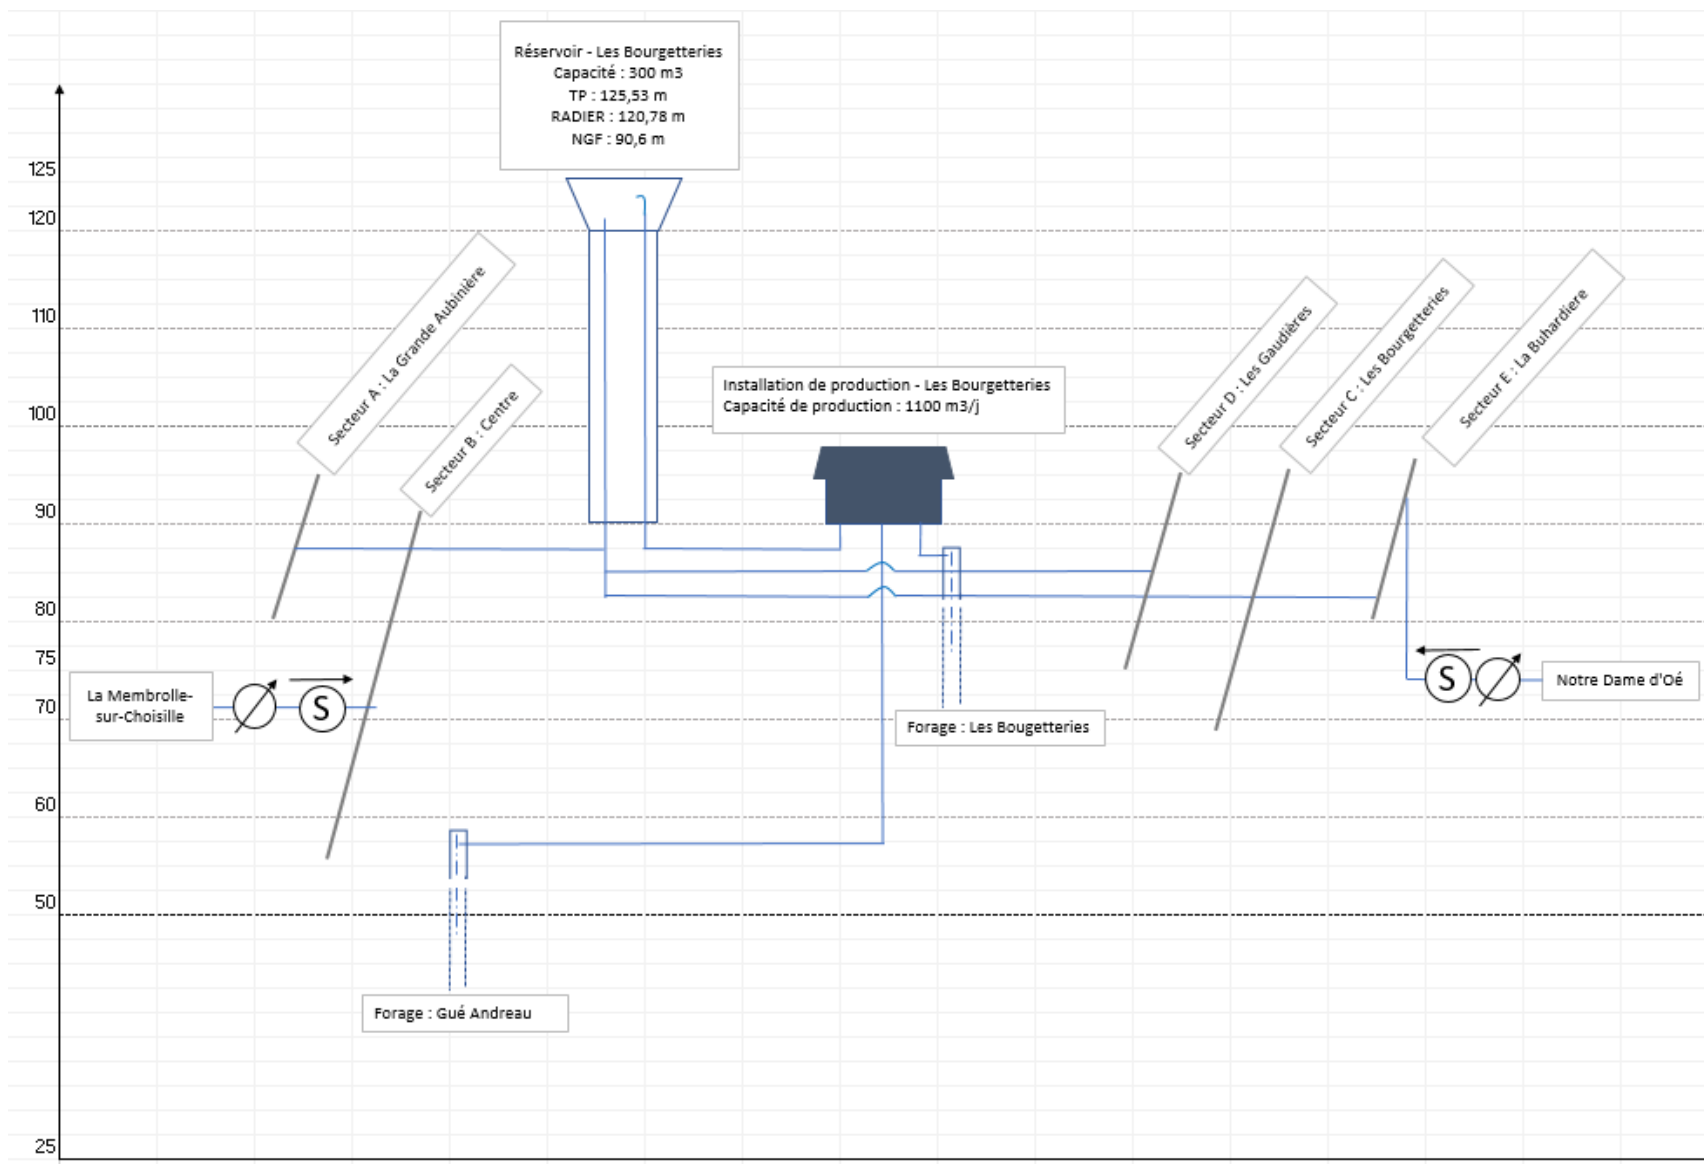 Réservoir - Les Bourgetteries
Capacité : 300 m3
TP : 125,53 m
RADIER : 120,78 m
NGF : 90,6 m
125
120
110
100
90
80
75
70
60
50
25
Secteur A : La Grande Aubinière
Secteur B : Centre
Installation de production - Les Bourgetteries
Capacité de production : 1100 m3/j
Secteur D : Les Gaudières
Secteur C : Les Bourgetteries
Secteur E : La Buhardiere
La Membrolle-
sur-Choisille
S
S
Notre Dame d'Oé
Forage : Les Bougetteries
Forage : Gué Andreau